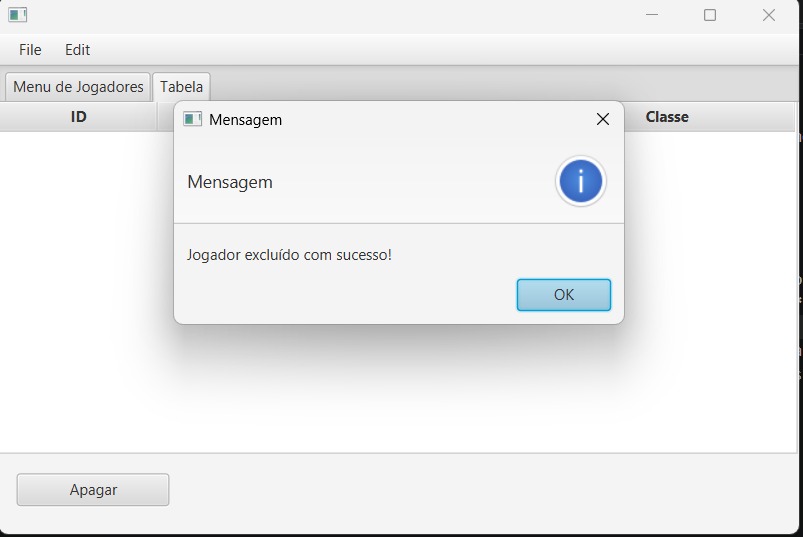 File Edit
Menu de Jogadores Tabela
ID Classe
Mensagem
Mensagem
i
Jogador excluído com sucesso!
OK
Apagar